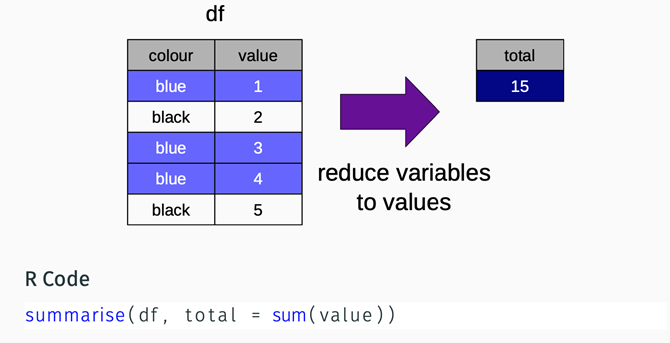 df
colour value total
blue 1 15
black 2
blue 3
blue 4
black 5
reduce variables
to values
R Code
summarise(df, total = sum(value))